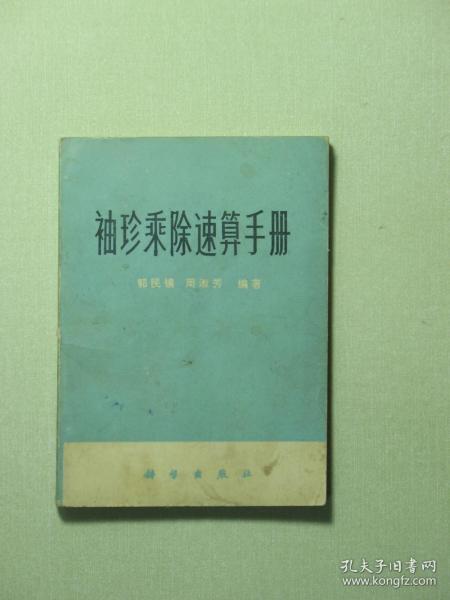 袖珍乘除速算手册
郭民镇 周淑芳 编著
科学出版社
孔夫子旧书网
www.kongfz.com